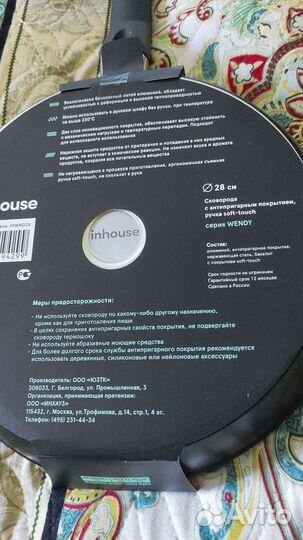 Экологически безопасный литой алюминий, обладает
устойчивостью к деформации и высокой теплопроводностью
Можно использовать в духовом шкафу без ручки, при температуре
не выше 230°C
Два слоя инновационного покрытия, обеспечивает высокую стойкость
к механическим нагрузкам и температурным перепадам. Подходит
для интенсивного использования
Надежная защита продуктов от пригорания и попадания в них вредных
веществ, не вступает в химические реакции. Не изменяет вкуса и аромата
продуктов, сохраняя все питательные вещества
Не нагревающаяся в процессе приготовления, эргономичная съемная
ручка soft-touch, не скользит в руке
ouse
94299
inhouse
28 см
Сковорода
с антипригарным покрытием,
ручка soft-touch
серия WENDY
Состав:
алюминий, антипригарное покрытие,
нержавеющая сталь, бакелит
с покрытием soft-touch
Срок годности не ограничен
Гарантийный срок 12 месяцев
Сделано в России
Меры предосторожности:
- Не используйте сковороду по какому-либо другому назначению,
кроме как для приготовления пищи
- В целях сохранения антипригарных свойств покрытия, не подвергайте
сковороду термошоку
- Не используйте абразивные моющие средства
- Для более долгого срока службы антипригарного покрытия рекомендуется
использовать деревянные, силиконовые или нейлоновые аксессуары
Производитель: ООО «ЮЗТК»
308023, Г. Белгород, ул. Промышленная, 3
Организация, принимающая претензии:
ООО «ИНХАУЗ»
115432, г. Москва, ул.Трофимова, д.14, стр.1, 4 эт.
Телефон: (495) 231-44-34
Avito